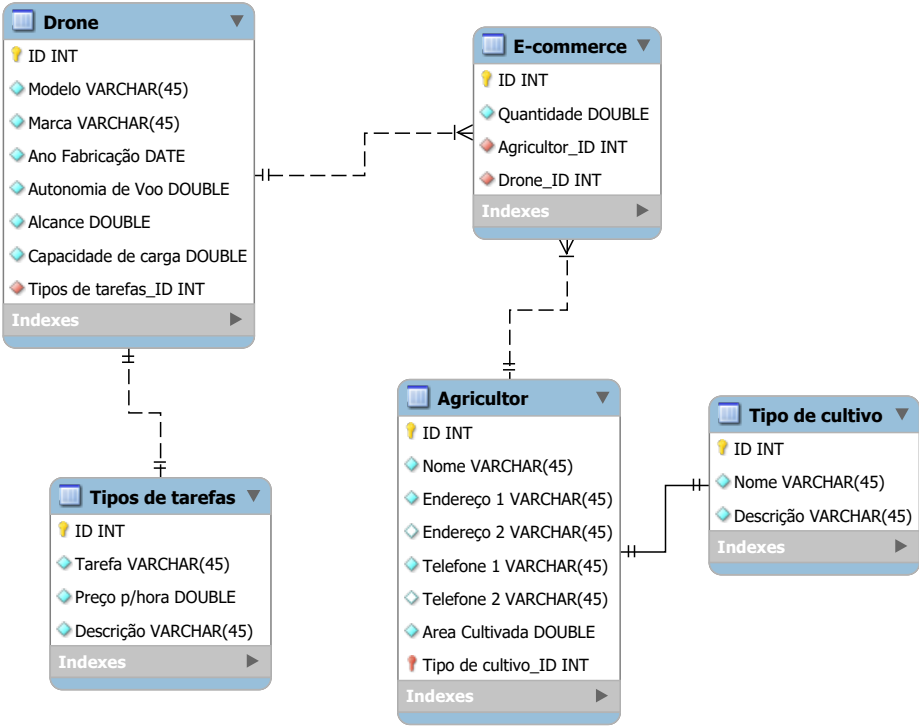 Drone
ID INT
Modelo VARCHAR(45)
Marca VARCHAR(45)
Ano Fabricação DATE
Autonomia de Voo DOUBLE
Alcance DOUBLE
Capacidade de carga DOUBLE
Tipos de tarefas_ID INT
Indexes
E-commerce
ID INT
Quantidade DOUBLE
Agricultor_ID INT
Drone_ID INT
Indexes
Tipos de tarefas
ID INT
Tarefa VARCHAR(45)
Preço p/hora DOUBLE
Descrição VARCHAR(45)
Indexes
Agricultor
ID INT
Nome VARCHAR(45)
Endereço 1 VARCHAR(45)
Endereço 2 VARCHAR(45)
Telefone 1 VARCHAR(45)
Telefone 2 VARCHAR(45)
Area Cultivada DOUBLE
Tipo de cultivo_ID INT
Indexes
Tipo de cultivo
ID INT
Nome VARCHAR(45)
Descrição VARCHAR(45)
Indexes